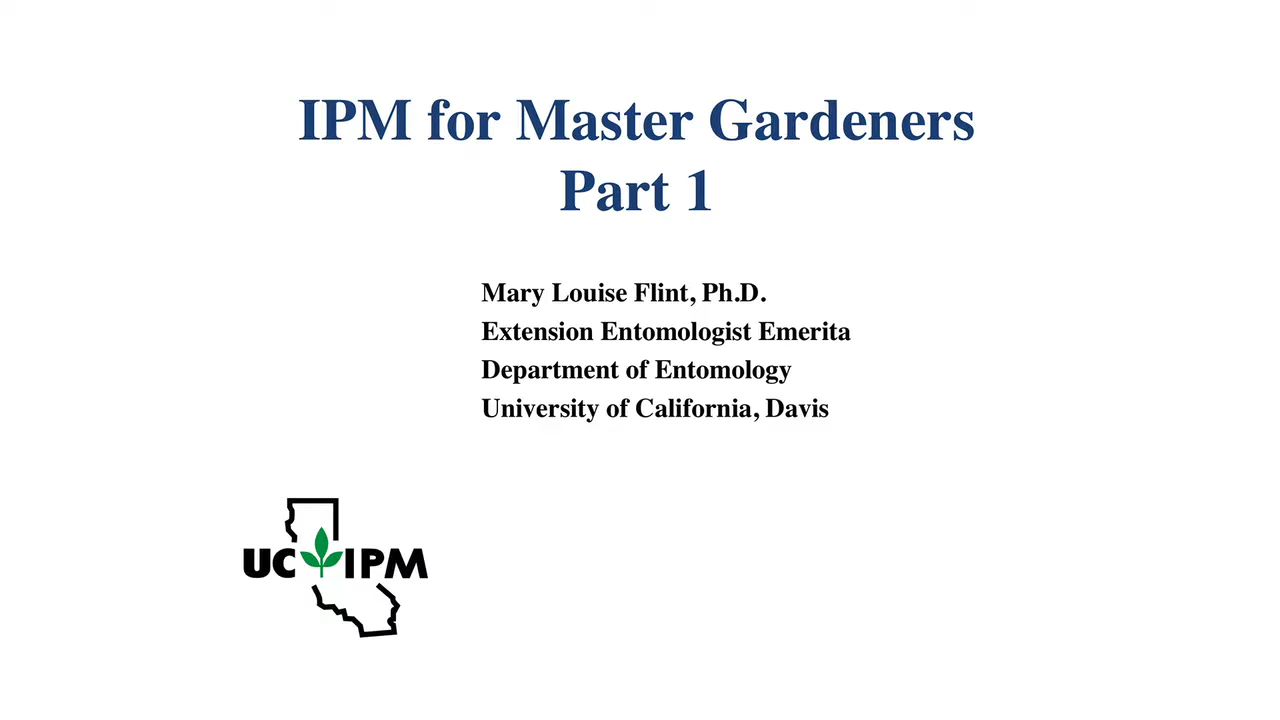 IPM for Master Gardeners
Part 1
Mary Louise Flint, Ph.D.
Extension Entomologist Emerita
Department of Entomology
University of California, Davis
UC IPM